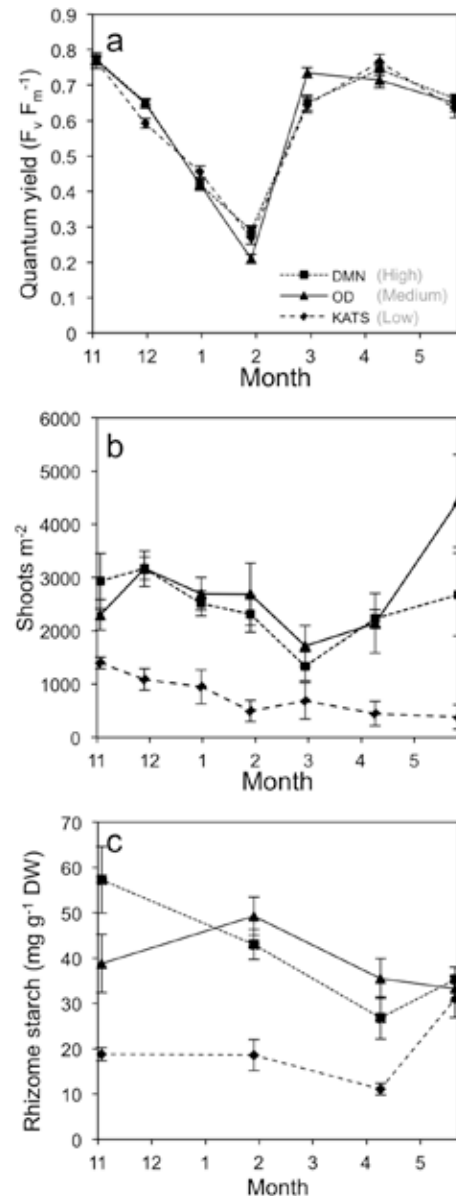 a
0.9
0.8
0.7
0.6
0.5
0.4
0.3
0.2
0.1
0
Quantum yield (Fv Fm-1)
DMN (High)
OD (Medium)
KATS (Low)
11 12 1 2 3 4 5
Month
b
6000
5000
4000
3000
2000
1000
0
Shoots m-2
11 12 1 2 3 4 5
Month
c
70
60
50
40
30
20
10
0
Rhizome starch (mg g-1 DW)
11 12 1 2 3 4 5
Month